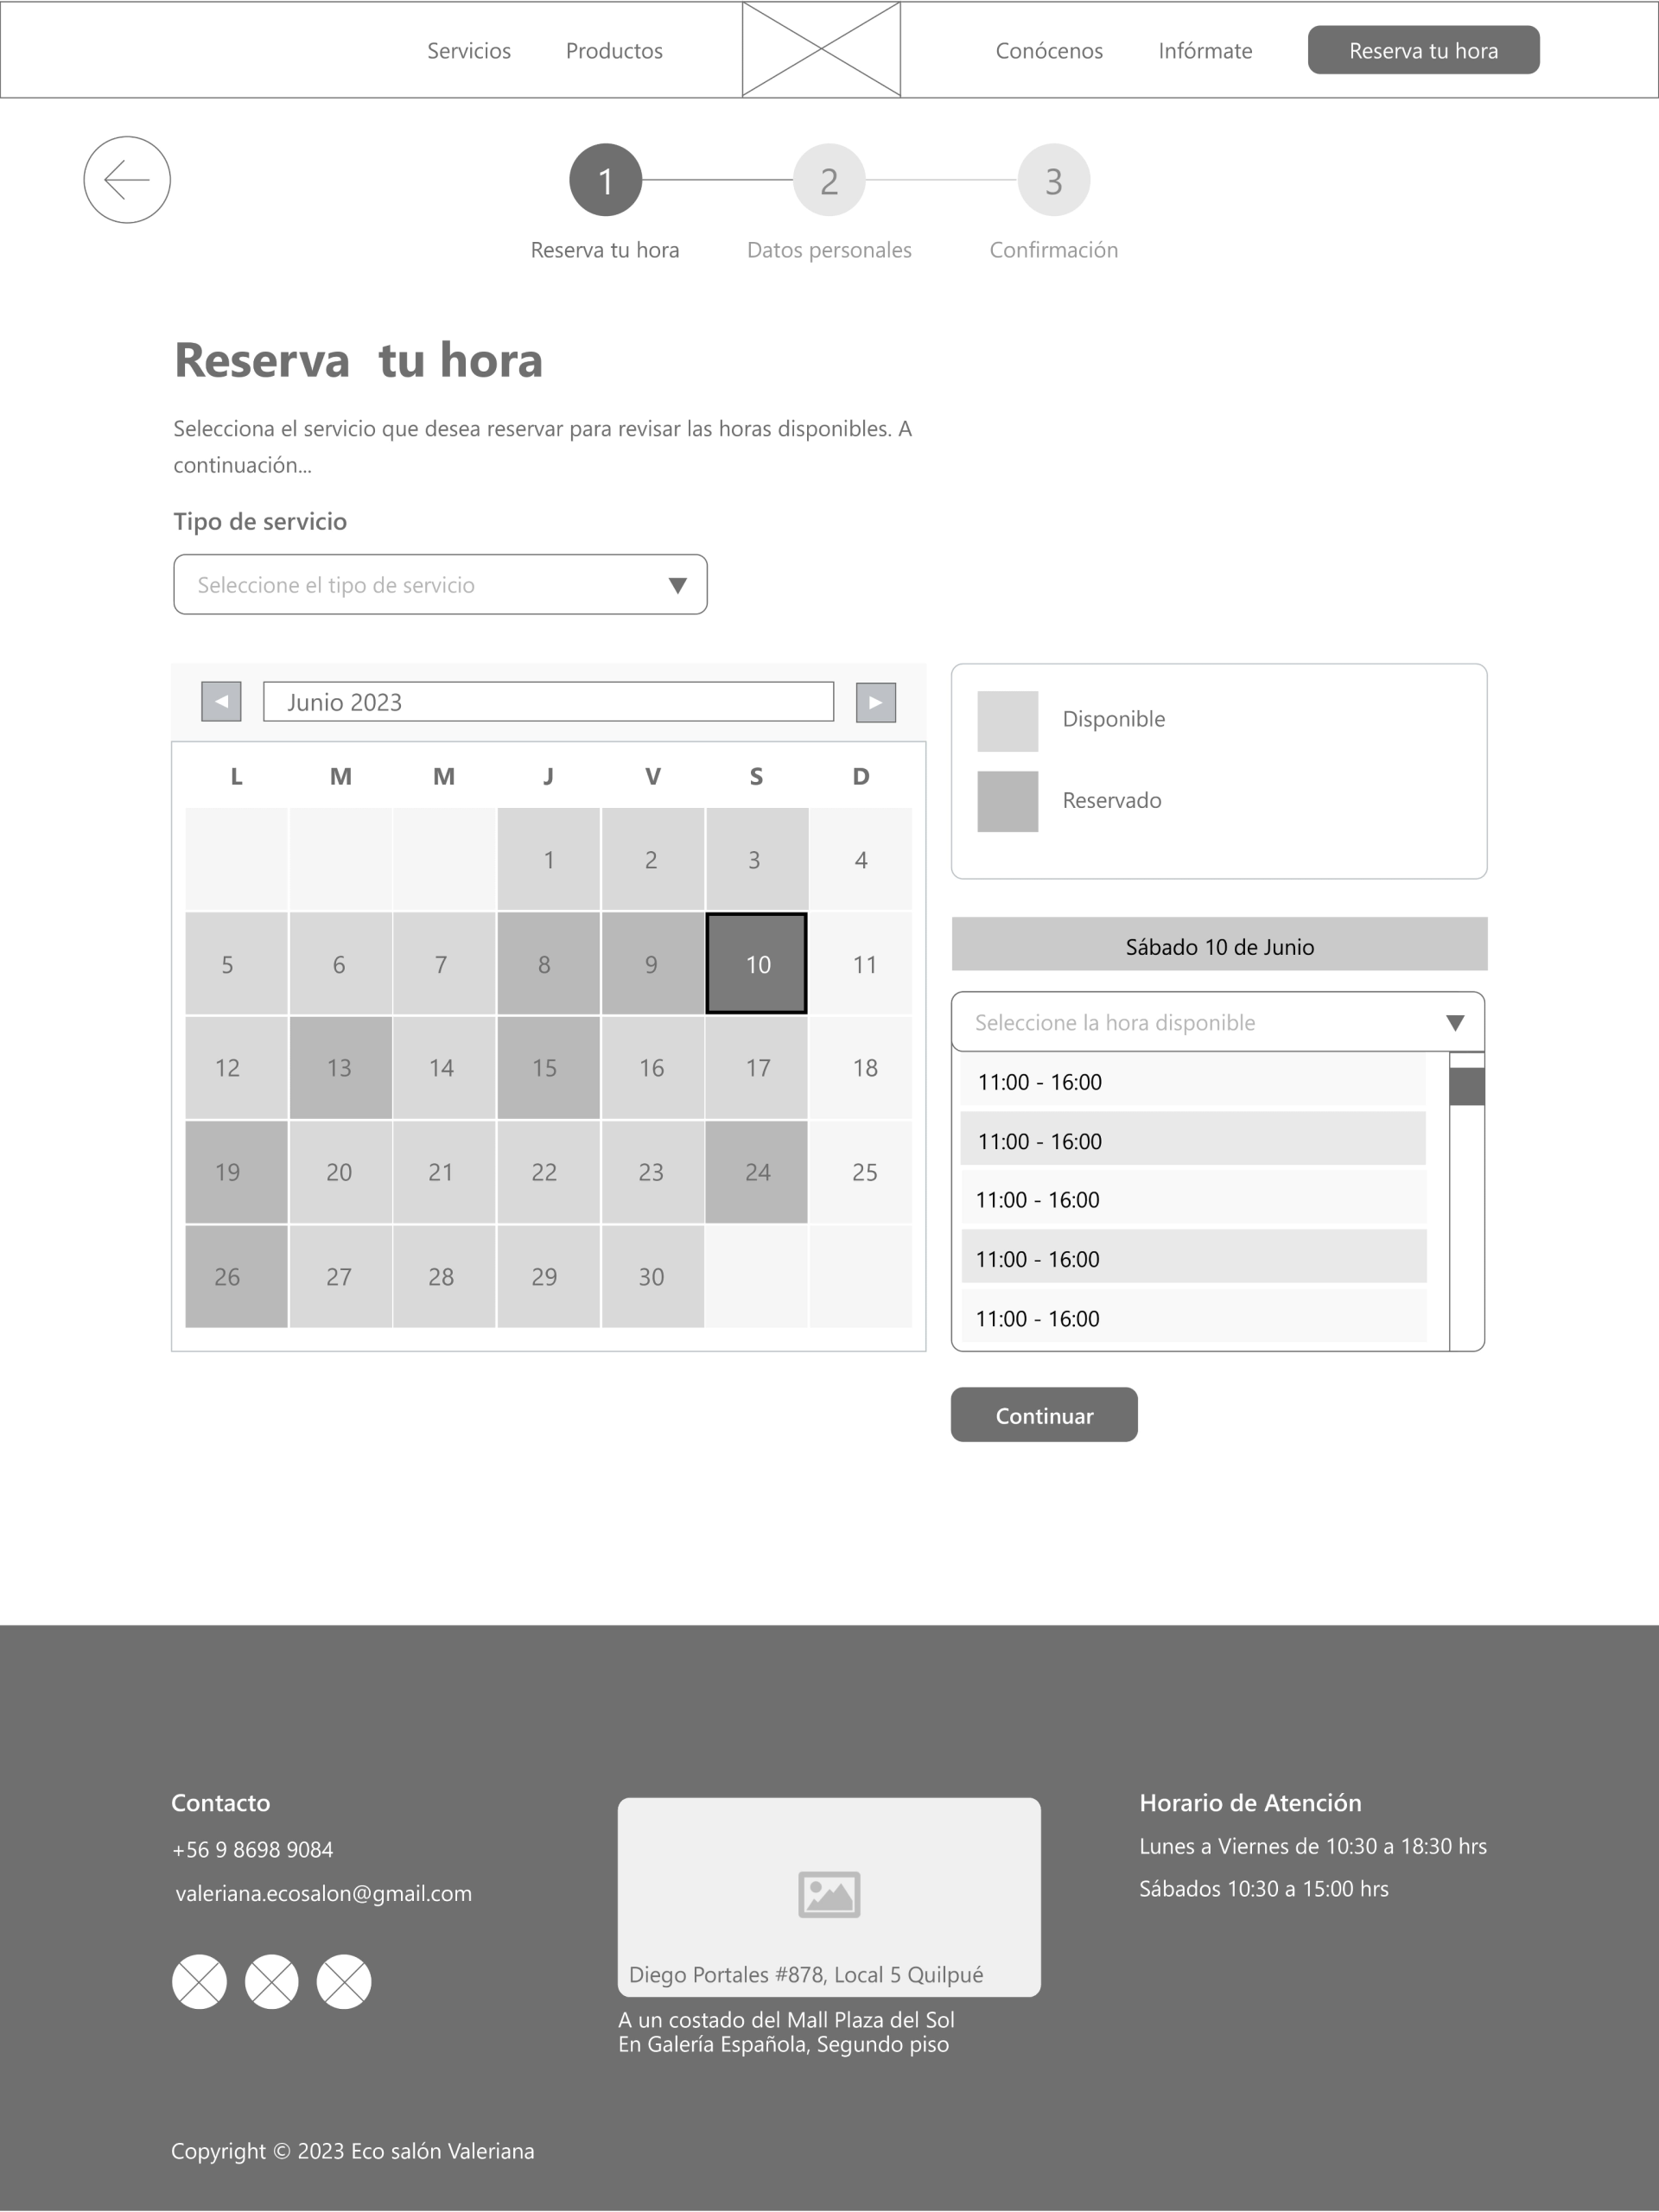 Servicios Productos Conócenos Infórmate Reserva tu hora
1 2 3
Reserva tu hora Datos personales Confirmación
Reserva tu hora
Selecciona el servicio que desea reservar para revisar las horas disponibles. A
continuación...
Tipo de servicio
Seleccione el tipo de servicio
Junio 2023
L M M J V S D
1 2 3 4
5 6 7 8 9 10 11
12 13 14 15 16 17 18
19 20 21 22 23 24 25
26 27 28 29 30
Disponible
Reservado
Sábado 10 de Junio
Seleccione la hora disponible
11:00 - 16:00
11:00 - 16:00
11:00 - 16:00
11:00 - 16:00
11:00 - 16:00
Continuar
Contacto
+56 9 8698 9084
valeriana.ecosalon@gmail.com
Diego Portales #878, Local 5 Quilpué
A un costado del Mall Plaza del Sol
En Galería Española, Segundo piso
Horario de Atención
Lunes a Viernes de 10:30 a 18:30 hrs
Sábados 10:30 a 15:00 hrs
Copyright © 2023 Eco salón Valeriana